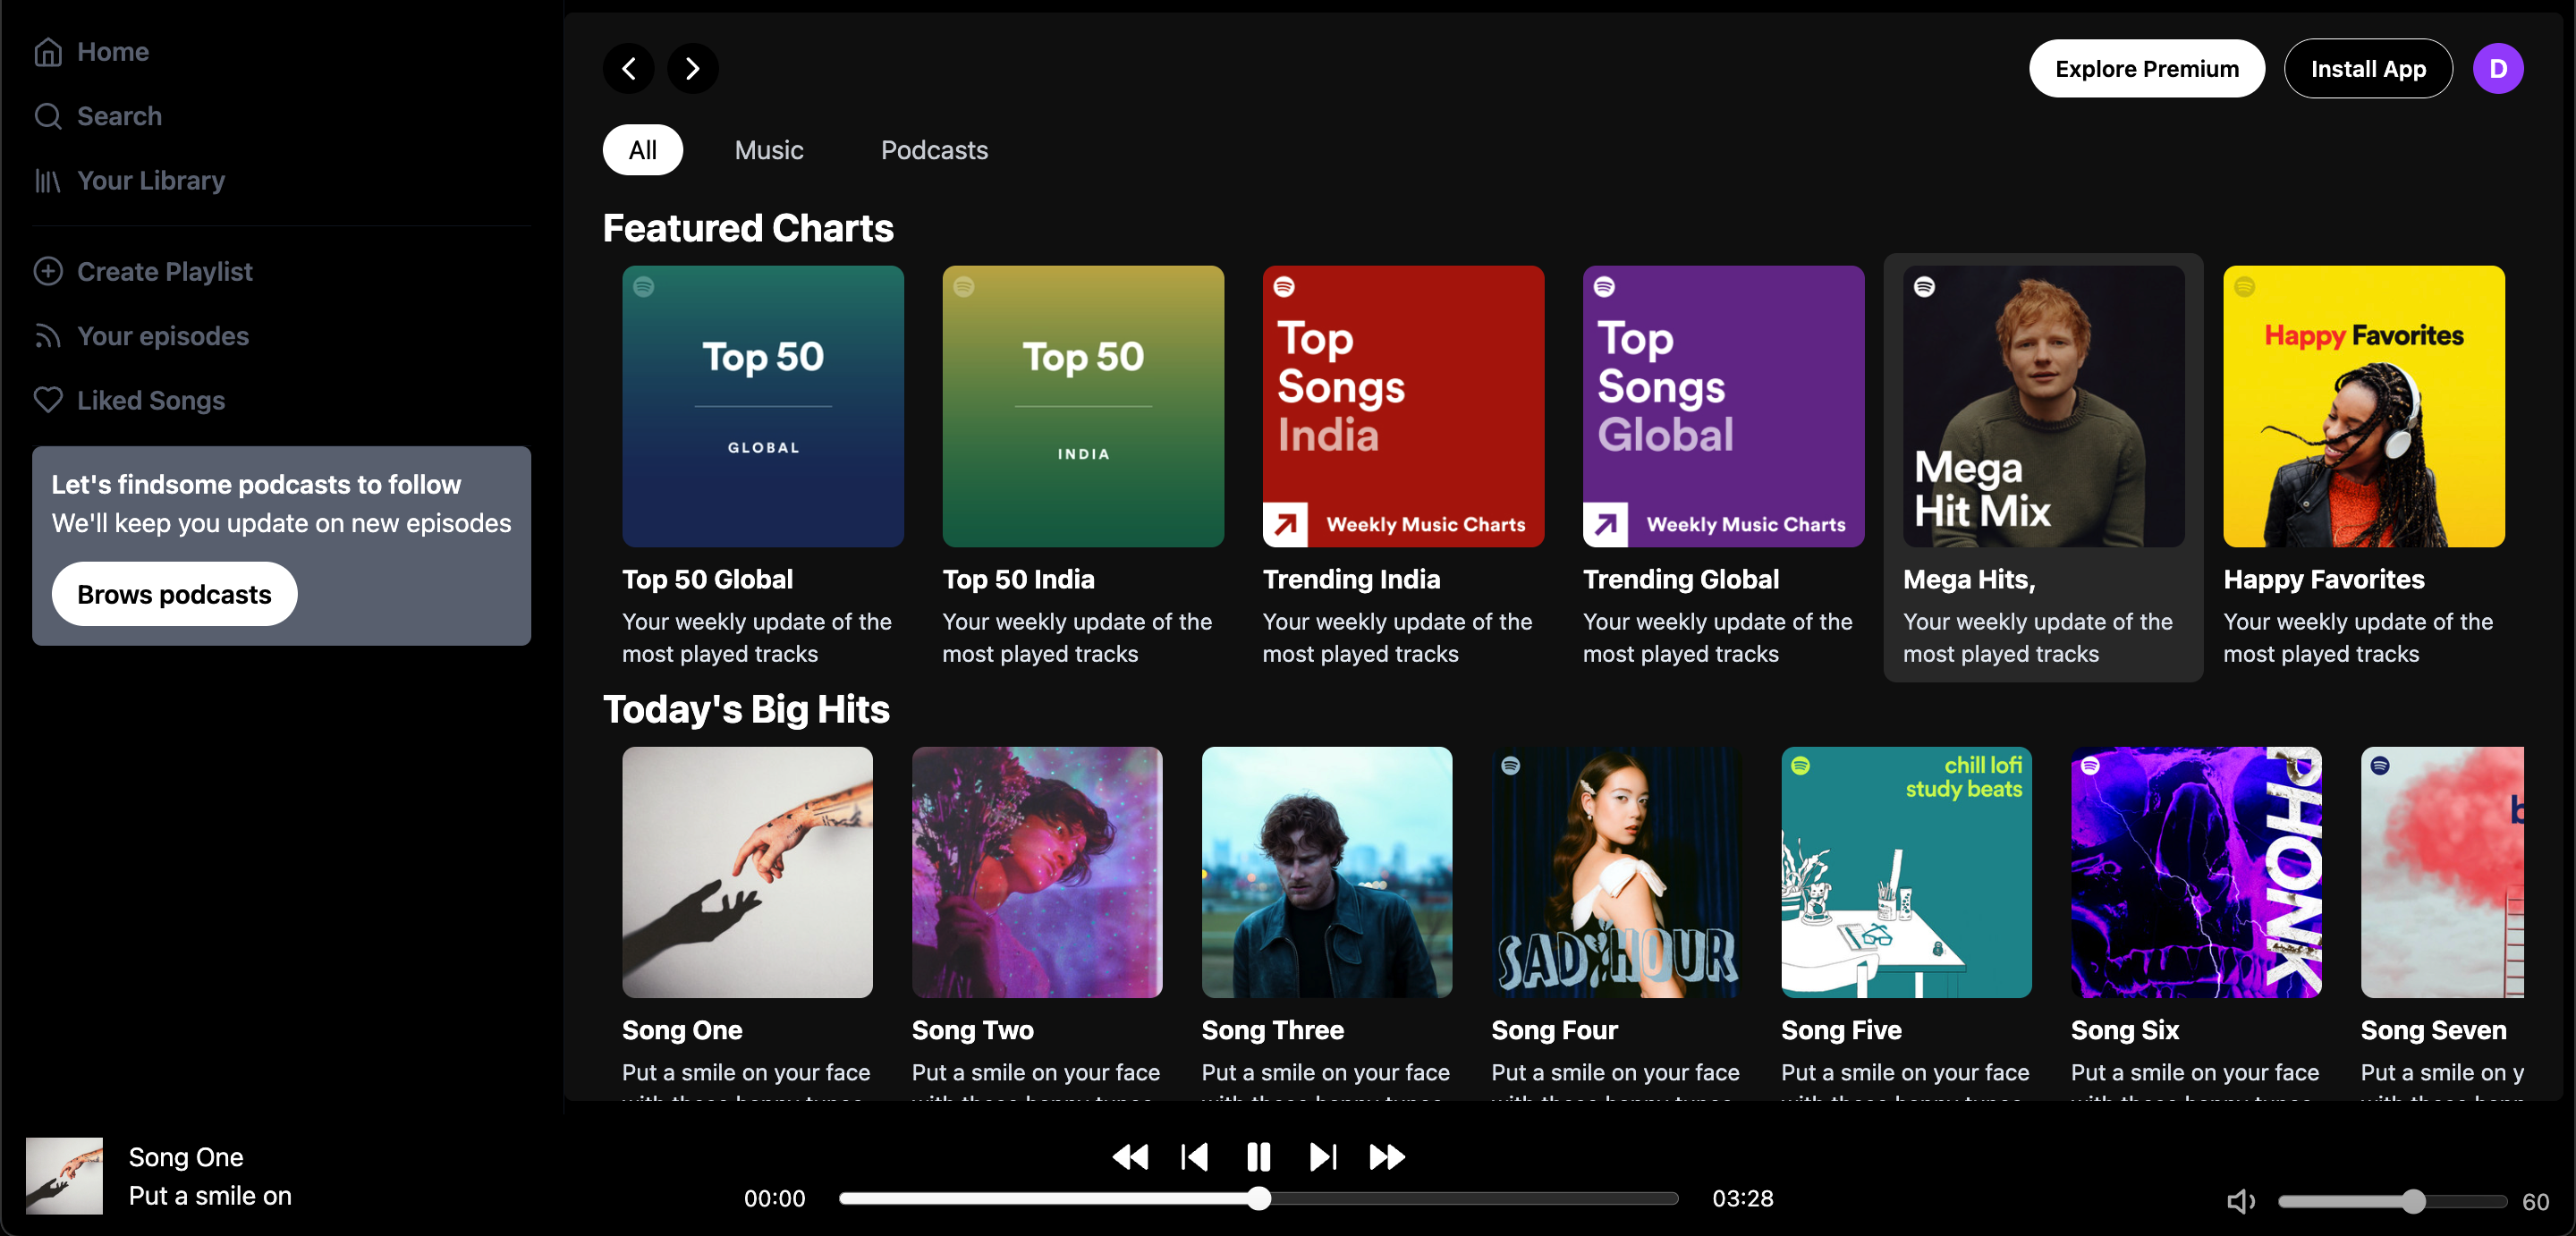 Home
Search
Your Library
Create Playlist
Your episodes
Liked Songs
Let's findsome podcasts to follow
We'll keep you update on new episodes
Brows podcasts
Explore Premium
Install App
D
All
Music
Podcasts
Featured Charts
Top 50
GLOBAL
Top 50 Global
Your weekly update of the
most played tracks
Top 50
INDIA
Top 50 India
Your weekly update of the
most played tracks
Top
Songs
India
Weekly Music Charts
Trending India
Your weekly update of the
most played tracks
Top
Songs
Global
Weekly Music Charts
Trending Global
Your weekly update of the
most played tracks
Mega
Hit Mix
Mega Hits,
Your weekly update of the
most played tracks
Happy Favorites
Happy Favorites
Your weekly update of the
most played tracks
Today's Big Hits
Song One
Put a smile on your face
SAD HOUR
Song Two
Put a smile on your face
Song Three
Put a smile on your face
Song Four
Put a smile on your face
chill lofi
study beats
Song Five
Put a smile on your face
PHONK
Song Six
Put a smile on your face
Song Seven
Put a smile on y
Song One
Put a smile on
00:00
03:28
60